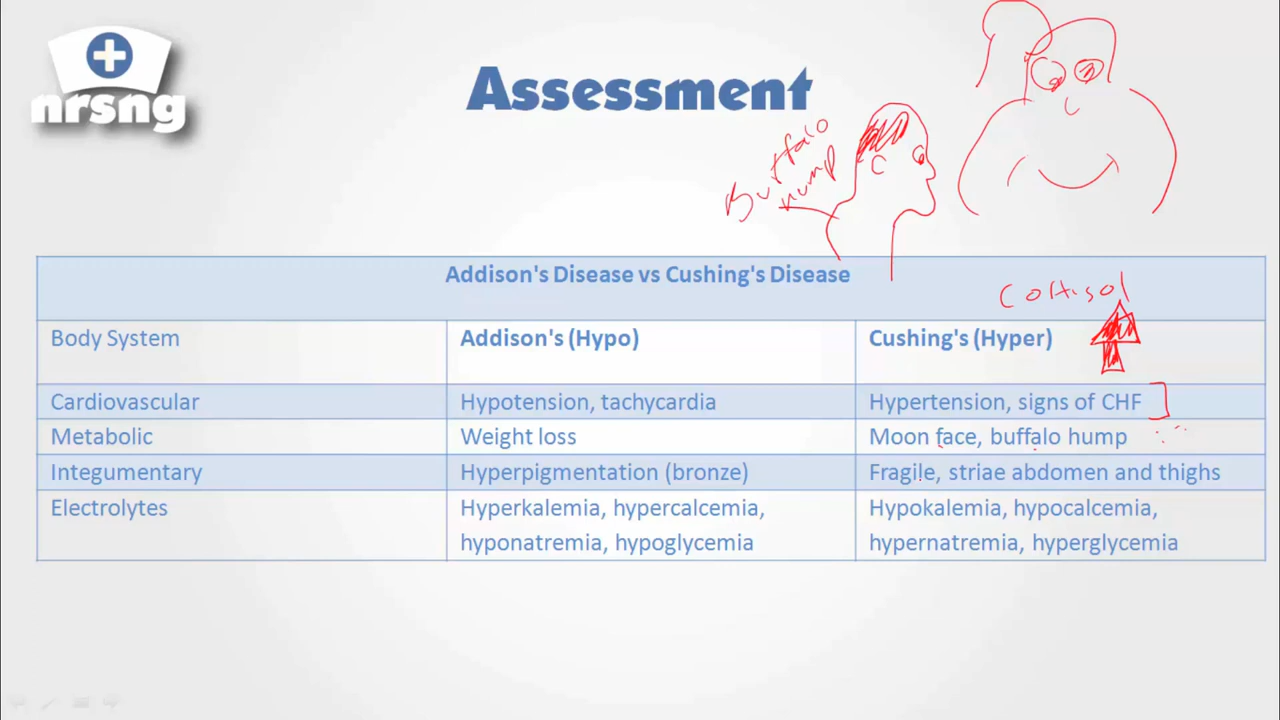 nrsng
Assessment
Buffalo
hump
Addison's Disease vs Cushing's Disease
Cortisol
Body System
Addison's (Hypo)
Cushing's (Hyper)
Cardiovascular
Hypotension, tachycardia
Hypertension, signs of CHF
Metabolic
Weight loss
Moon face, buffalo hump
Integumentary
Hyperpigmentation (bronze)
Fragile, striae abdomen and thighs
Electrolytes
Hyperkalemia, hypercalcemia,
hyponatremia, hypoglycemia
Hypokalemia, hypocalcemia,
hypernatremia, hyperglycemia